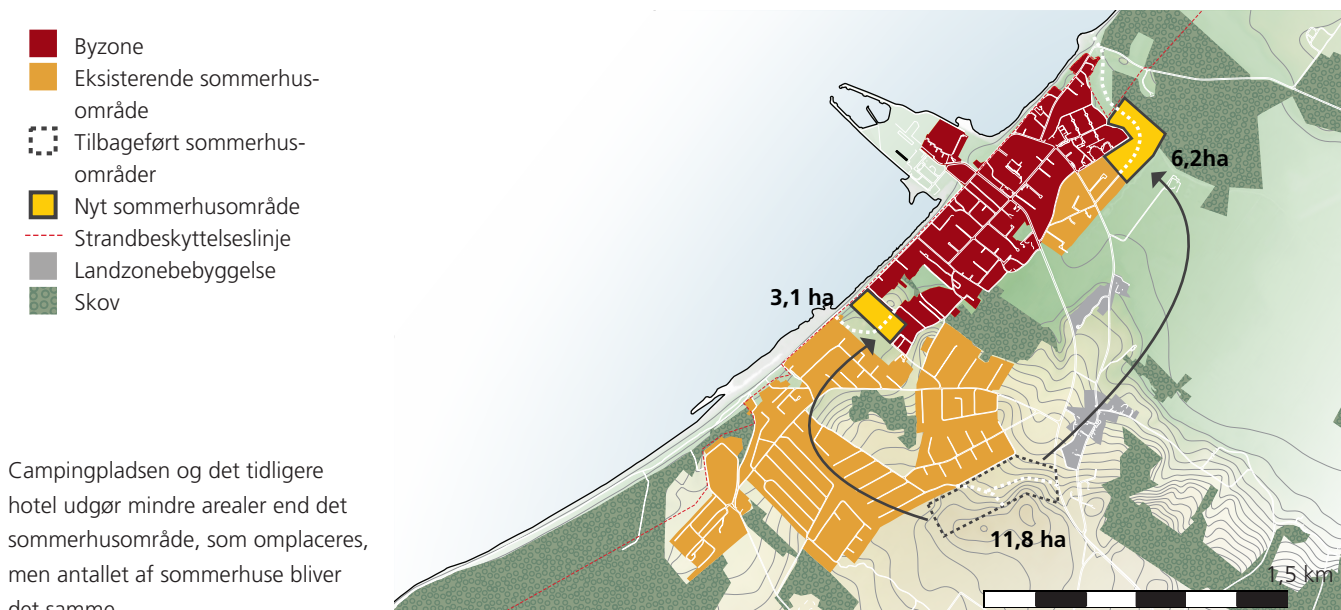 Byzone
Eksisterende sommerhus-
område
Tilbageført sommerhus-
områder
Nyt sommerhusområde
Strandbeskyttelseslinje
Landzonebebyggelse
Skov
Campingpladsen og det tidligere
hotel udgør mindre arealer end det
sommerhusområde, som omplaceres,
men antallet af sommerhuse bliver
det samme
6,2ha
3,1 ha
11,8 ha
1,5 km